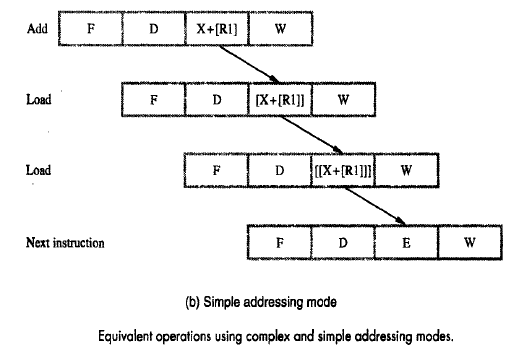 Add F D X+[R1] W
Load F D [X+[R1]] W
Load F D [[X+[R1]]] W
Next instruction F D E W
(b) Simple addressing mode
Equivalent operations using complex and simple addressing modes.